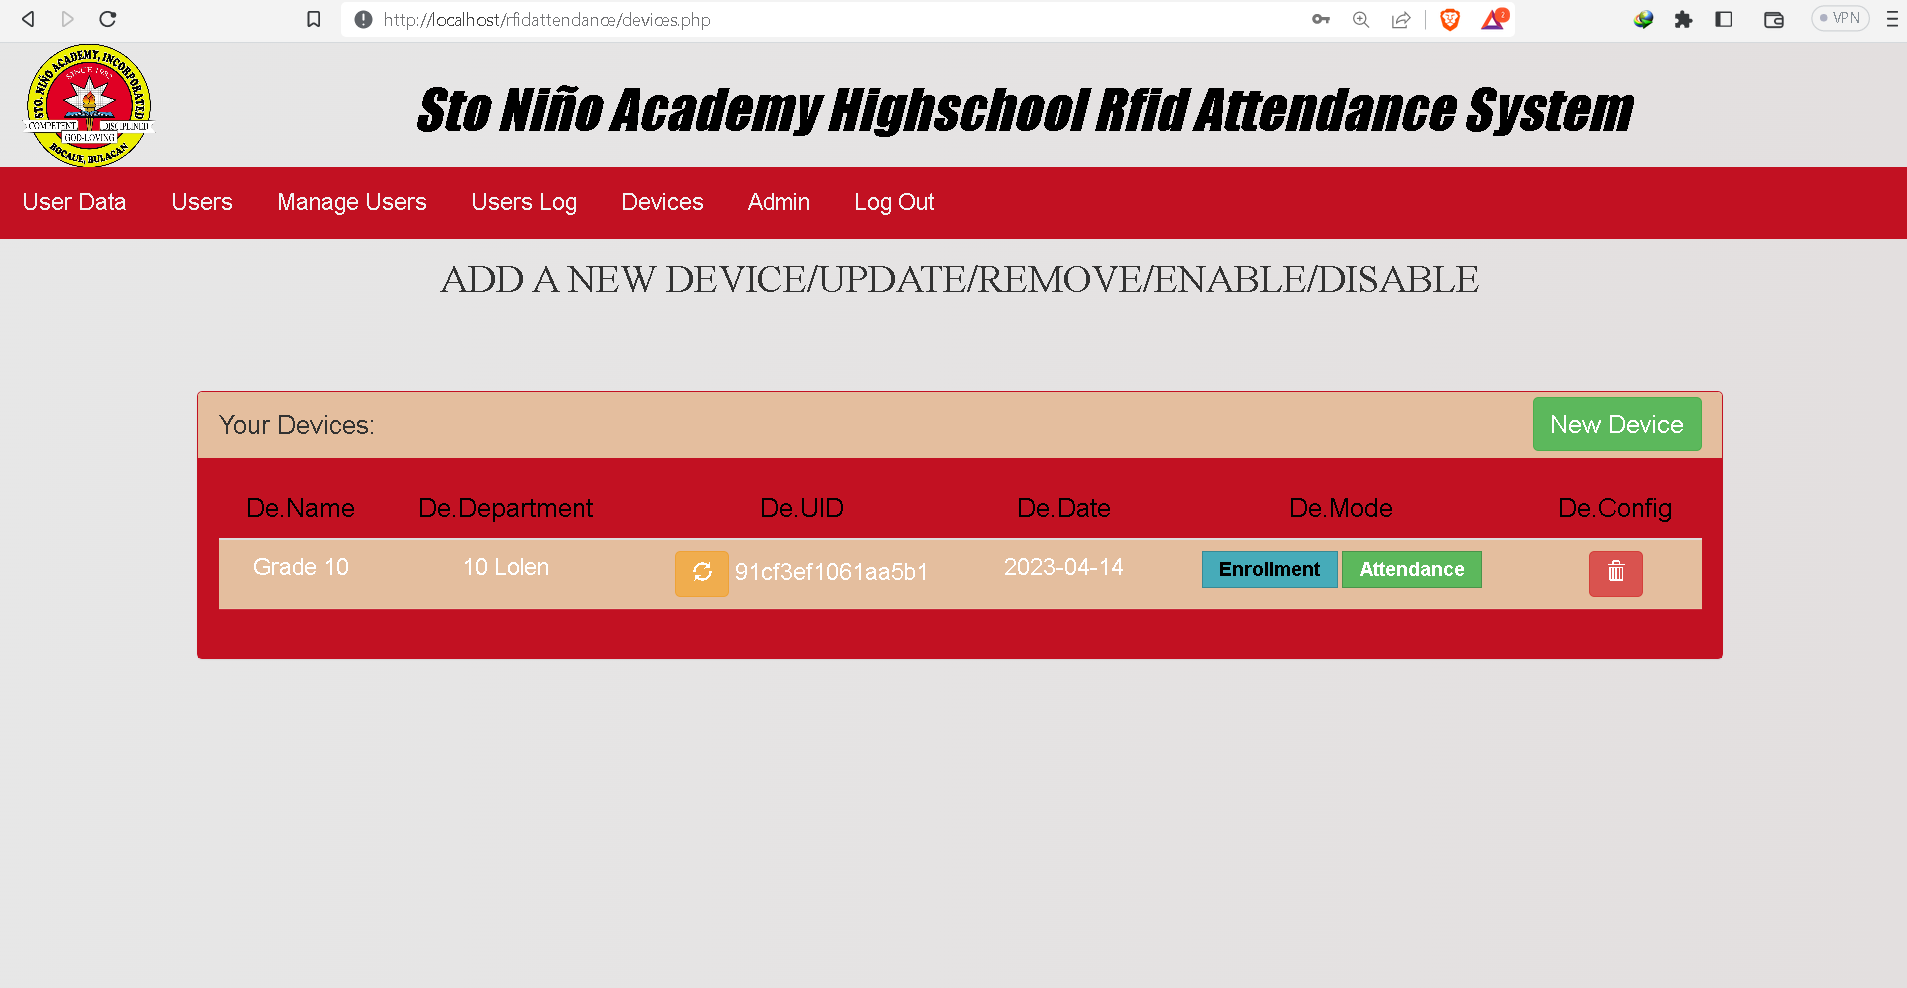 http://localhost/rfidattendance/devices.php
2
VPN
STO. NIÑO ACADEMY, INCORPORATED
SINCE 1982
COMPETENT DISCIPLINED
GOD-LOVING
BOCAUE, BULACAN
Sto Niño Academy Highschool Rfid Attendance System
User Data Users Manage Users Users Log Devices Admin Log Out
ADD A NEW DEVICE/UPDATE/REMOVE/ENABLE/DISABLE
Your Devices: New Device
De.Name De.Department De.UID De.Date De.Mode De.Config
Grade 10 10 Lolen 91cf3ef1061aa5b1 2023-04-14 Enrollment Attendance